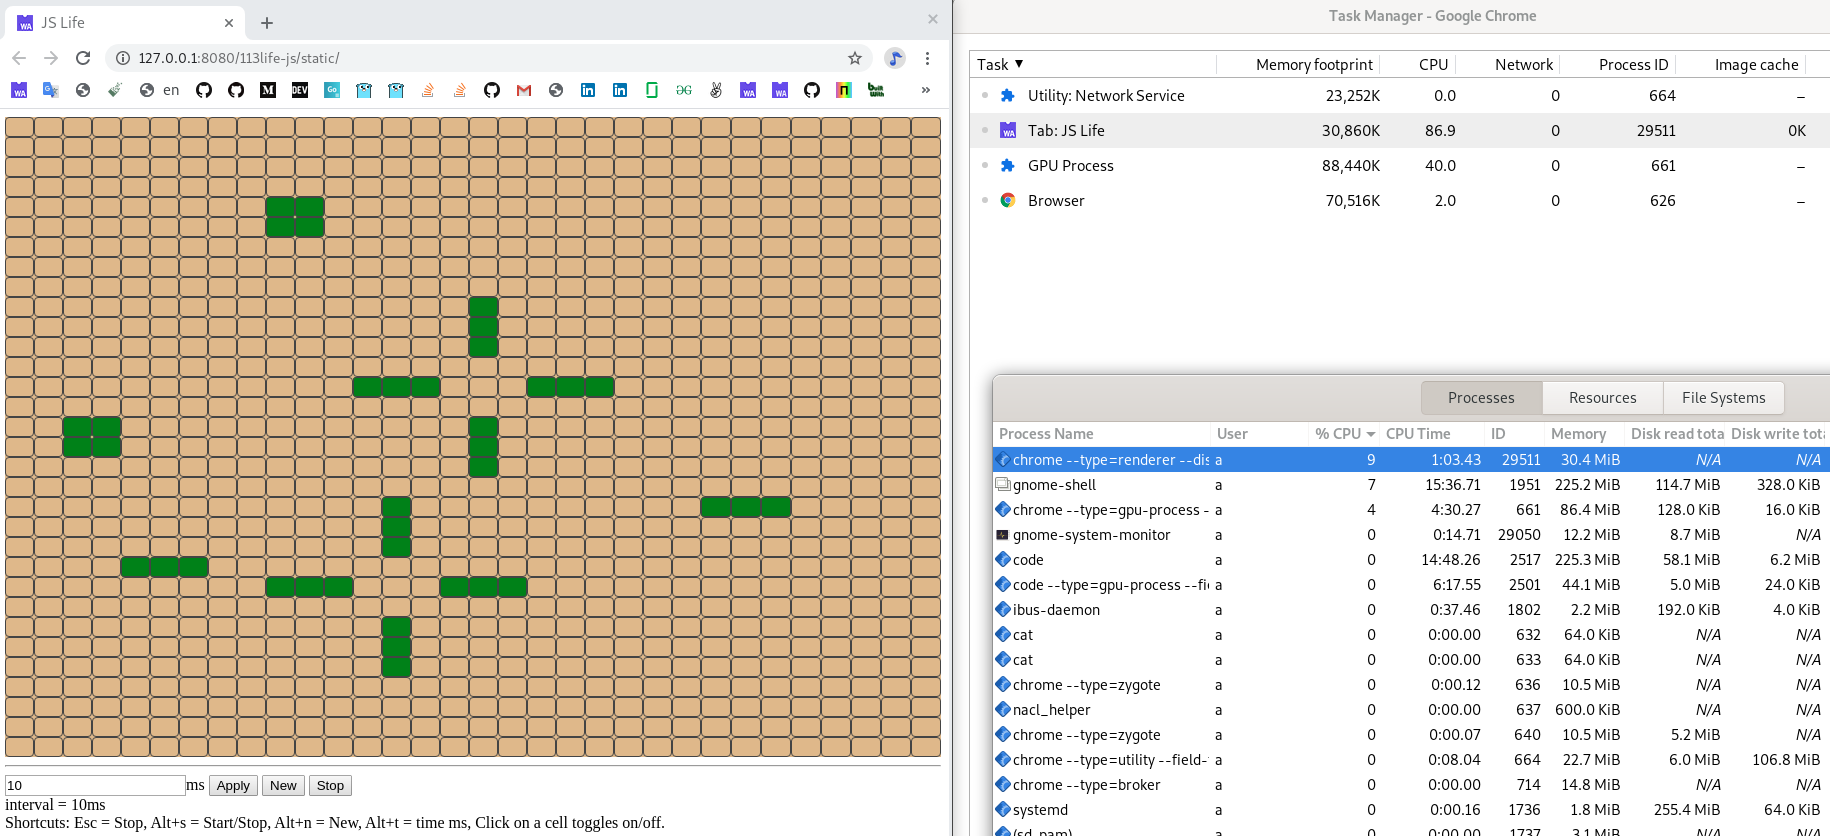 JS Life
127.0.0.1:8080/113life-js/static/
en
DEV
Go
10 ms Apply New Stop
interval = 10ms
Shortcuts: Esc = Stop, Alt+s = Start/Stop, Alt+n = New, Alt+t = time ms, Click on a cell toggles on/off.
Task Manager - Google Chrome
Task ▼ Memory footprint CPU Network Process ID Image cache
Utility: Network Service 23,252K 0.0 0 664 –
Tab: JS Life 30,860K 86.9 0 29511 0K
GPU Process 88,440K 40.0 0 661 –
Browser 70,516K 2.0 0 626 –
Processes Resources File Systems
Process Name User % CPU CPU Time ID Memory Disk read tota Disk write tota
chrome --type=renderer --dis a 9 1:03.43 29511 30.4 MiB N/A N/A
gnome-shell a 7 15:36.71 1951 225.2 MiB 114.7 MiB 328.0 KiB
chrome --type=gpu-process - a 4 4:30.27 661 86.4 MiB 128.0 KiB 16.0 KiB
gnome-system-monitor a 0 0:14.71 29050 12.2 MiB 8.7 MiB N/A
code a 0 14:48.26 2517 225.3 MiB 58.1 MiB 6.2 MiB
code --type=gpu-process --fi a 0 6:17.55 2501 44.1 MiB 5.0 MiB 24.0 KiB
ibus-daemon a 0 0:37.46 1802 2.2 MiB 192.0 KiB 4.0 KiB
cat a 0 0:00.00 632 64.0 KiB N/A N/A
cat a 0 0:00.00 633 64.0 KiB N/A N/A
chrome --type=zygote a 0 0:00.12 636 10.5 MiB N/A N/A
nacl_helper a 0 0:00.00 637 600.0 KiB N/A N/A
chrome --type=zygote a 0 0:00.07 640 10.5 MiB 5.2 MiB N/A
chrome --type=utility --field- a 0 0:08.04 664 22.7 MiB 6.0 MiB 106.8 MiB
chrome --type=broker a 0 0:00.00 714 14.8 MiB N/A N/A
systemd a 0 0:00.16 1736 1.8 MiB 255.4 MiB 64.0 KiB
(sd_pam) a 0 0:00.00 1737 3.1 MiB N/A N/A